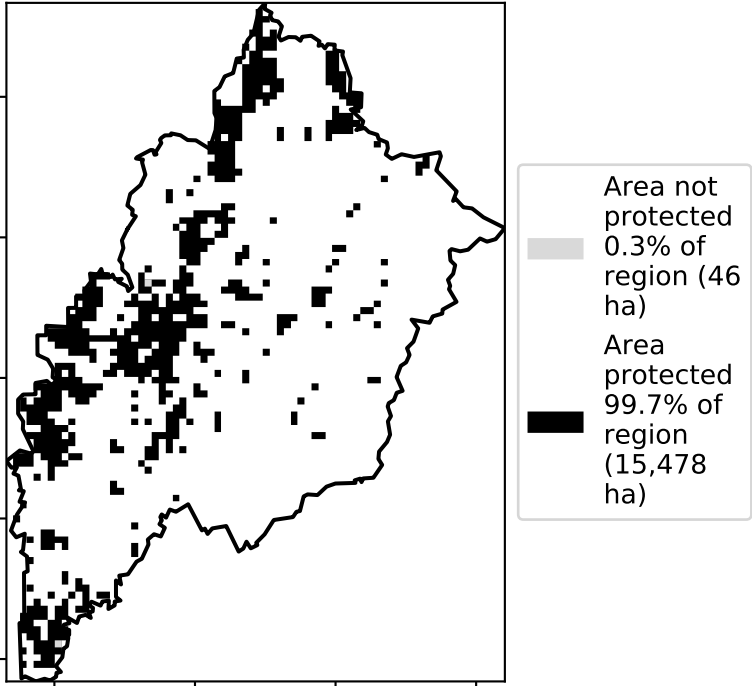 Area not
protected
0.3% of
region (46
ha)
Area
protected
99.7% of
region
(15,478
ha)